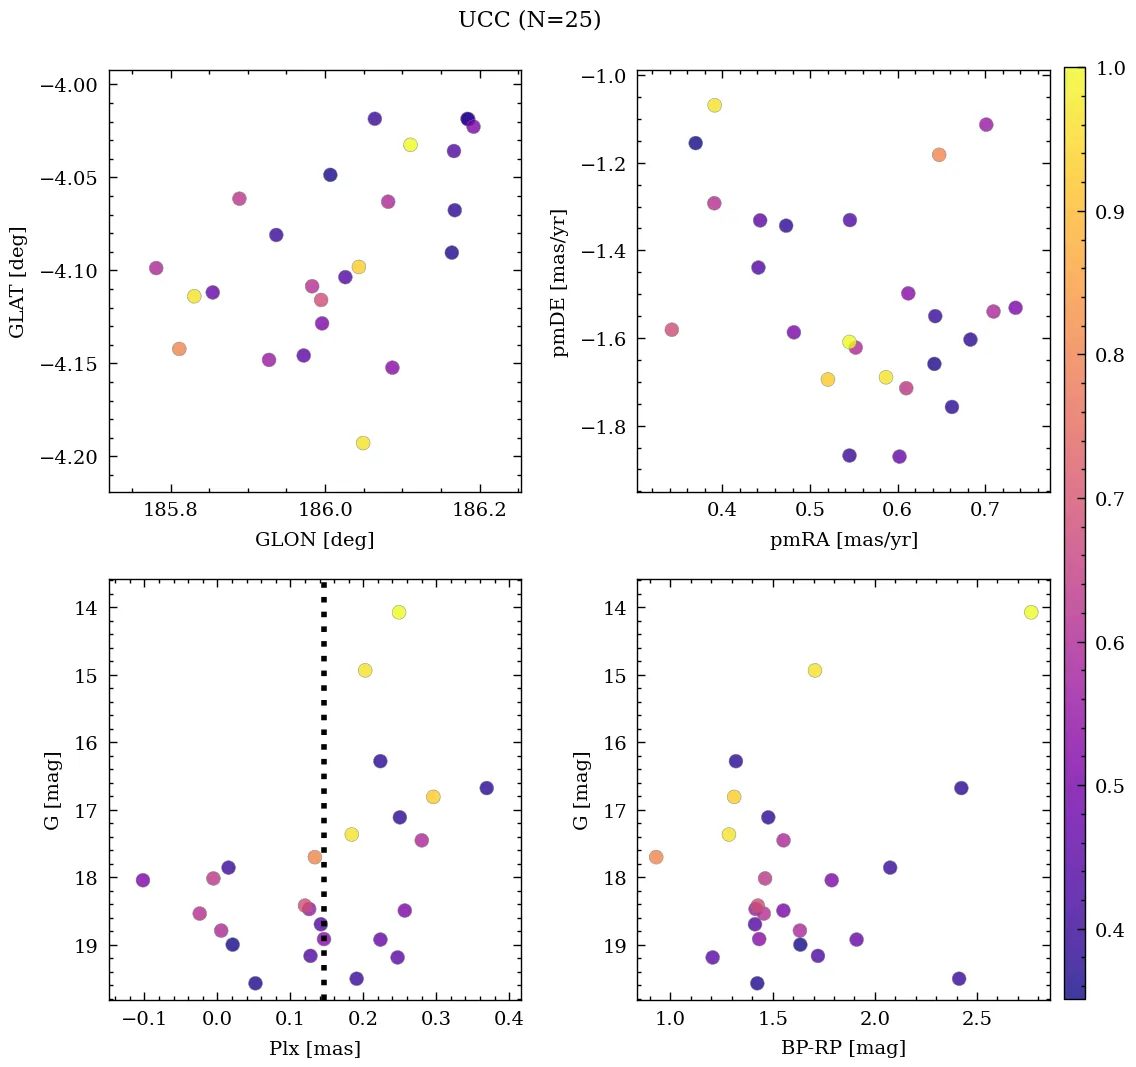 UCC (N=25)
−4.00
−4.05
−4.10
−4.15
−4.20
GLAT [deg]
185.8 186.0 186.2
GLON [deg]
−1.0
−1.2
−1.4
−1.6
−1.8
pmDE [mas/yr]
0.4 0.5 0.6 0.7
pmRA [mas/yr]
14
15
16
17
18
19
G [mag]
−0.1 0.0 0.1 0.2 0.3 0.4
Plx [mas]
14
15
16
17
18
19
G [mag]
1.0 1.5 2.0 2.5
BP-RP [mag]
1.0
0.9
0.8
0.7
0.6
0.5
0.4